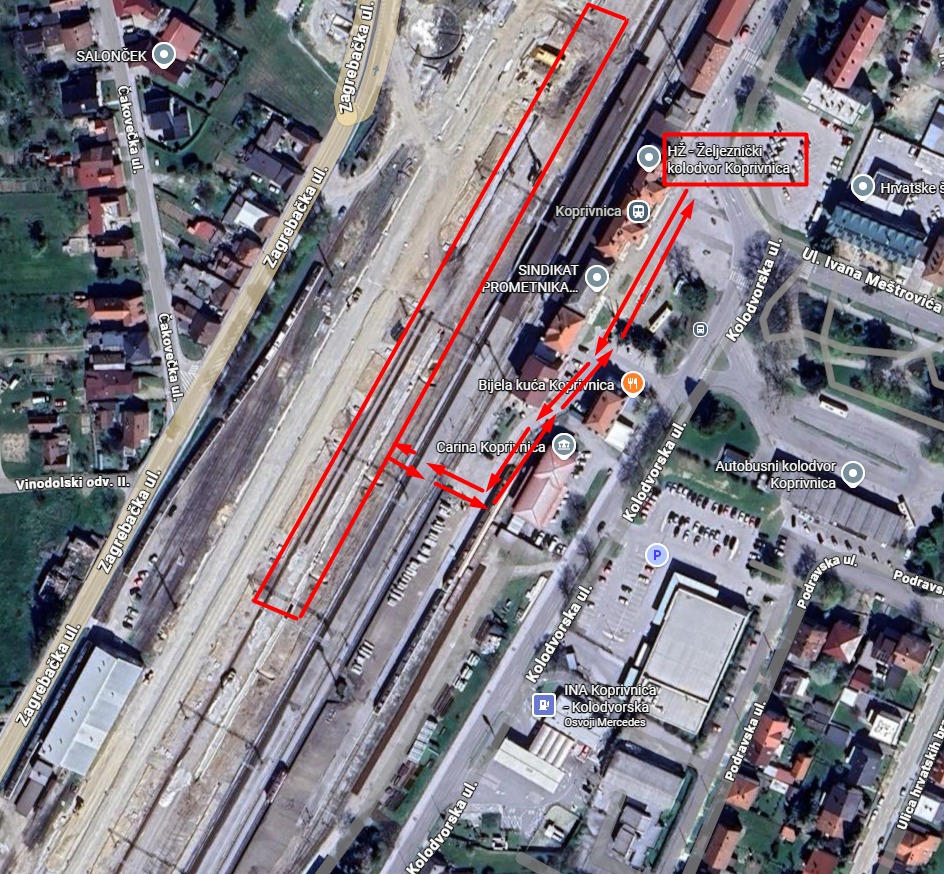 SALONČEK
Čakovečka ul.
Zagrebačka ul.
Zagrebačka ul.
HŽ - Željeznički
kolodvor Koprivnica
Hrvatske š
Koprivnica
SINDIKAT
PROMETNIKA...
Ul. Ivana Meštrovića
Kolodvorska ul.
Čakovečka ul.
Bijela kuća Koprivnica
Carina Koprivnica
Kolodvorska ul.
Autobusni kolodvor
Koprivnica
Vinodolski odv. II.
Zagrebačka ul.
P
Podravska ul.
Podravs
Kolodvorska ul.
Zagrebačka ul.
INA Koprivnica
- Kolodvorska
Osvoji Mercedes
Podravska ul.
Ulica hrvatskih br
Kolodvorska ul.